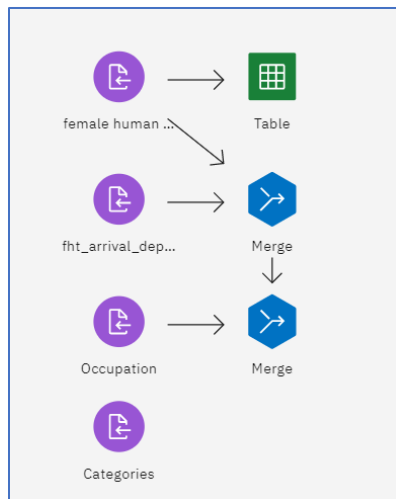 female human ...
Table
fht_arrival_dep...
Merge
Occupation
Merge
Categories